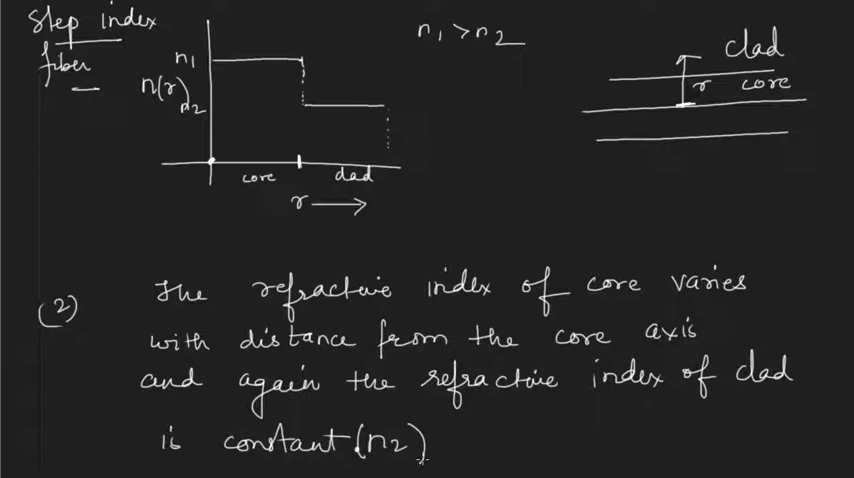 Step index
fiber
n1 > n2
n1
n(r)
n2
core
clad
r
clad
r core
(2)
The refractive index of core varies
with distance from the core axis
and again the refractive index of clad
is constant (n2)